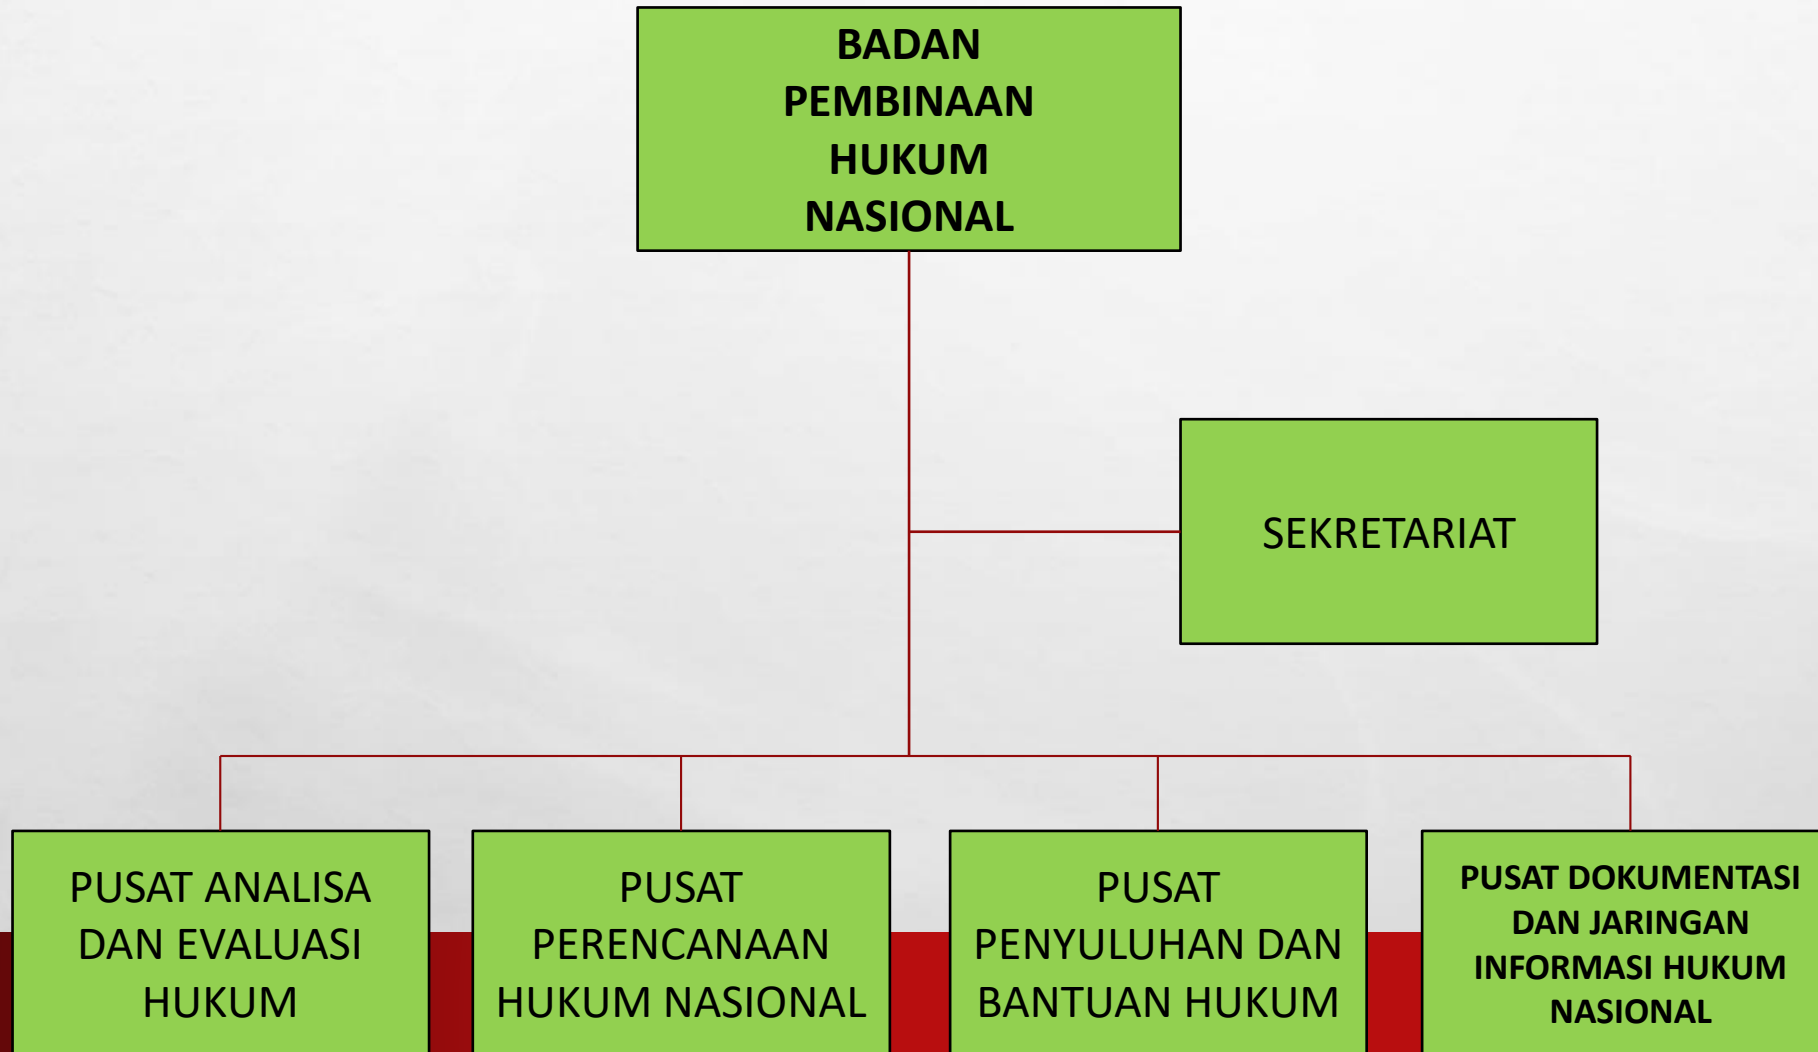 BADAN
PEMBINAAN
HUKUM
NASIONAL
SEKRETARIAT
PUSAT ANALISA
DAN EVALUASI
HUKUM
PUSAT
PERENCANAAN
HUKUM NASIONAL
PUSAT
PENYULUHAN DAN
BANTUAN HUKUM
PUSAT DOKUMENTASI
DAN JARINGAN
INFORMASI HUKUM
NASIONAL